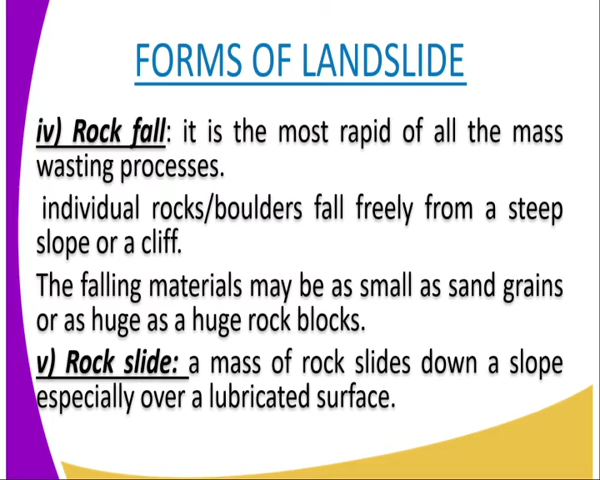 FORMS OF LANDSLIDE
iv) Rock fall: it is the most rapid of all the mass
wasting processes.
individual rocks/boulders fall freely from a steep
slope or a cliff.
The falling materials may be as small as sand grains
or as huge as a huge rock blocks.
v) Rock slide: a mass of rock slides down a slope
especially over a lubricated surface.